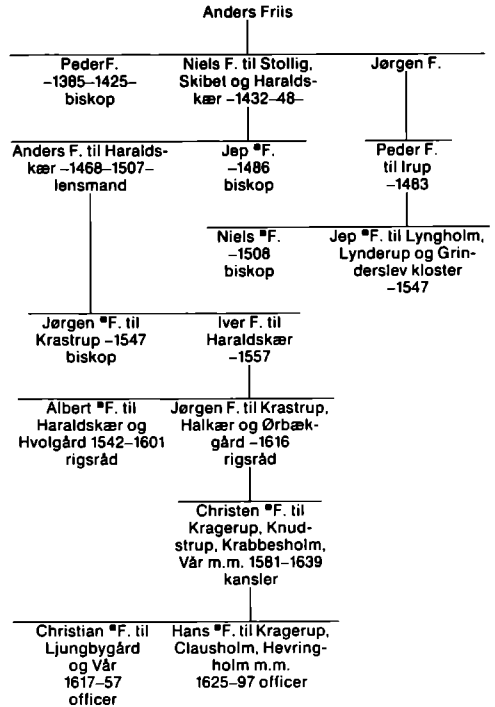 Anders Friis
Peder F.
–1385–1425–
biskop
Niels F. til Stollig,
Skibet og Haralds-
kær –1432–48–
Jørgen F.
Anders F. til Haralds-
kær –1468–1507–
lensmand
Jep ■F.
–1486
biskop
Peder F.
til Irup
–1483
Niels ■F.
–1508
biskop
Jep ■F. til Lyngholm,
Lynderup og Grin-
derslev kloster
–1547
Jørgen ■F. til
Krastrup –1547
biskop
Iver F. til
Haraldskær
–1557
Albert ■F. til
Haraldskær og
Hvolgård 1542–1601
rigsråd
Jørgen F. til Krastrup,
Halkær og Ørbæk-
gård –1616
rigsråd
Christen ■F. til
Kragerup, Knud-
strup, Krabbesholm,
Vår m.m. 1581–1639
kansler
Christian ■F. til
Ljungbygård
og Vår
1617–57
officer
Hans ■F. til Kragerup,
Clausholm, Hevring-
holm m.m.
1625–97 officer